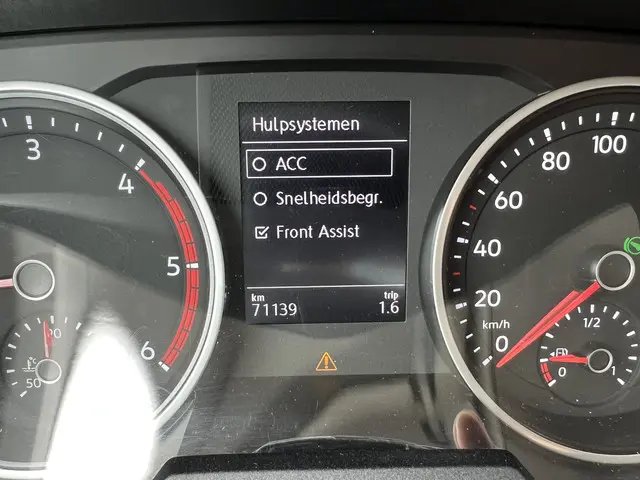 Hulpsystemen
ACC
Snelheidsbegr.
Front Assist
km trip
71139 1.6
3
4
5
6
90
50
100
80
60
40
20
0
km/h
1/2
0 1